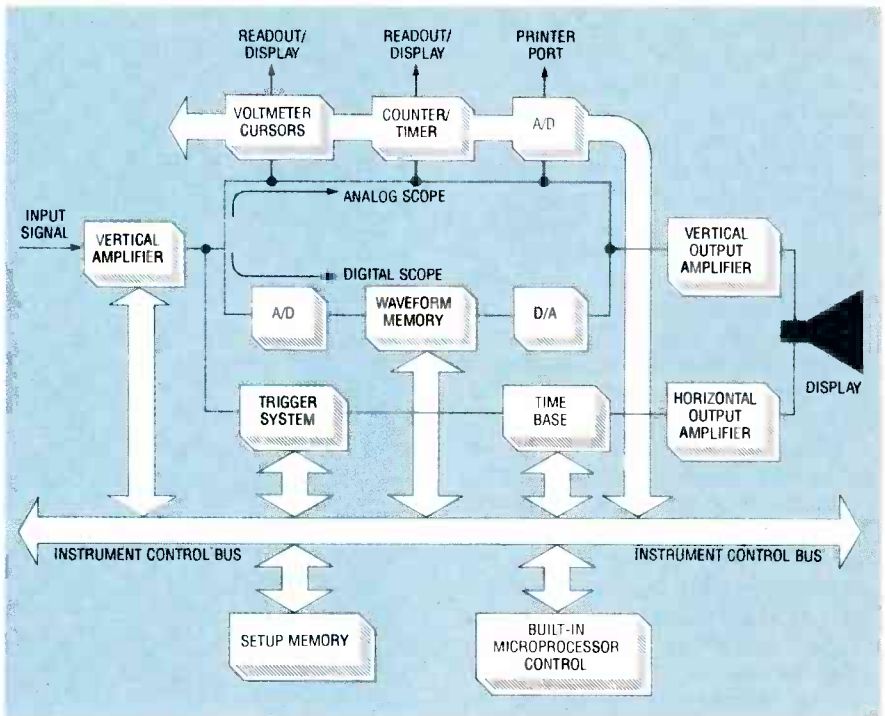 READOUT/
DISPLAY
READOUT/
DISPLAY
PRINTER
PORT
VOLTMETER
CURSORS
COUNTER/
TIMER
A/D
ANALOG SCOPE
INPUT
SIGNAL
VERTICAL
AMPLIFIER
VERTICAL
OUTPUT
AMPLIFIER
DIGITAL SCOPE
A/D
WAVEFORM
MEMORY
D/A
DISPLAY
TRIGGER
SYSTEM
TIME
BASE
HORIZONTAL
OUTPUT
AMPLIFIER
INSTRUMENT CONTROL BUS
INSTRUMENT CONTROL BUS
SETUP MEMORY
BUILT-IN
MICROPROCESSOR
CONTROL